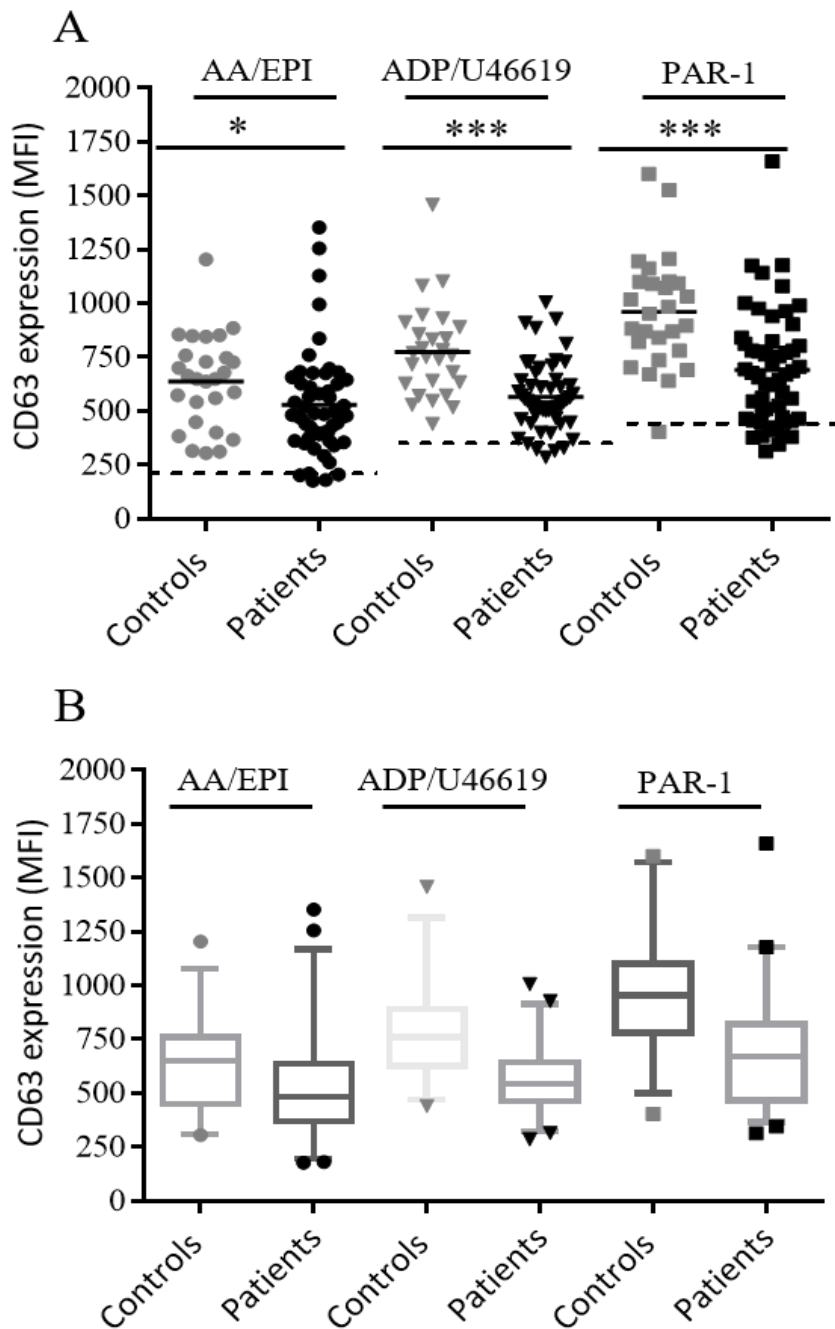 A
AA/EPI ADP/U46619 PAR-1
* *** ***
CD63 expression (MFI)
2000
1750
1500
1250
1000
750
500
250
0
Controls Patients Controls Patients Controls Patients
B
AA/EPI ADP/U46619 PAR-1
CD63 expression (MFI)
2000
1750
1500
1250
1000
750
500
250
0
Controls Patients Controls Patients Controls Patients